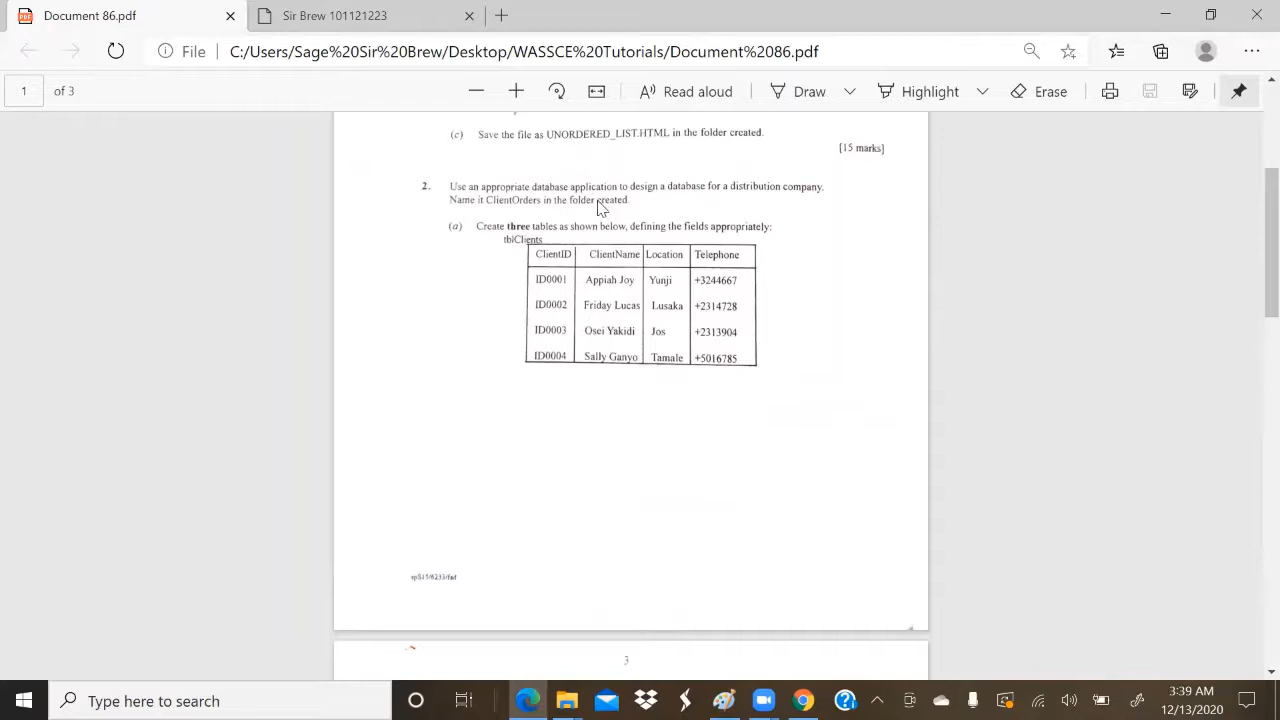 Document 86.pdf
Sir Brew 101121223
File
C:/Users/Sage%20Sir%20Brew/Desktop/WASSCE%20Tutorials/Document%2086.pdf
1 of 3
Read aloud
Draw
Highlight
Erase
(c) Save the file as UNORDERED_LIST.HTML in the folder created.
[15 marks]
2. Use an appropriate database application to design a database for a distribution company.
Name it ClientOrders in the folder created.
(a) Create three tables as shown below, defining the fields appropriately:
tblClients
ClientID ClientName Location Telephone
ID0001 Appiah Joy Yunji +3244667
ID0002 Friday Lucas Lusaka +2314728
ID0003 Osei Yakidi Jos +2313904
ID0004 Sally Ganyo Tamale +5016785
3
Type here to search
3:39 AM
12/13/2020